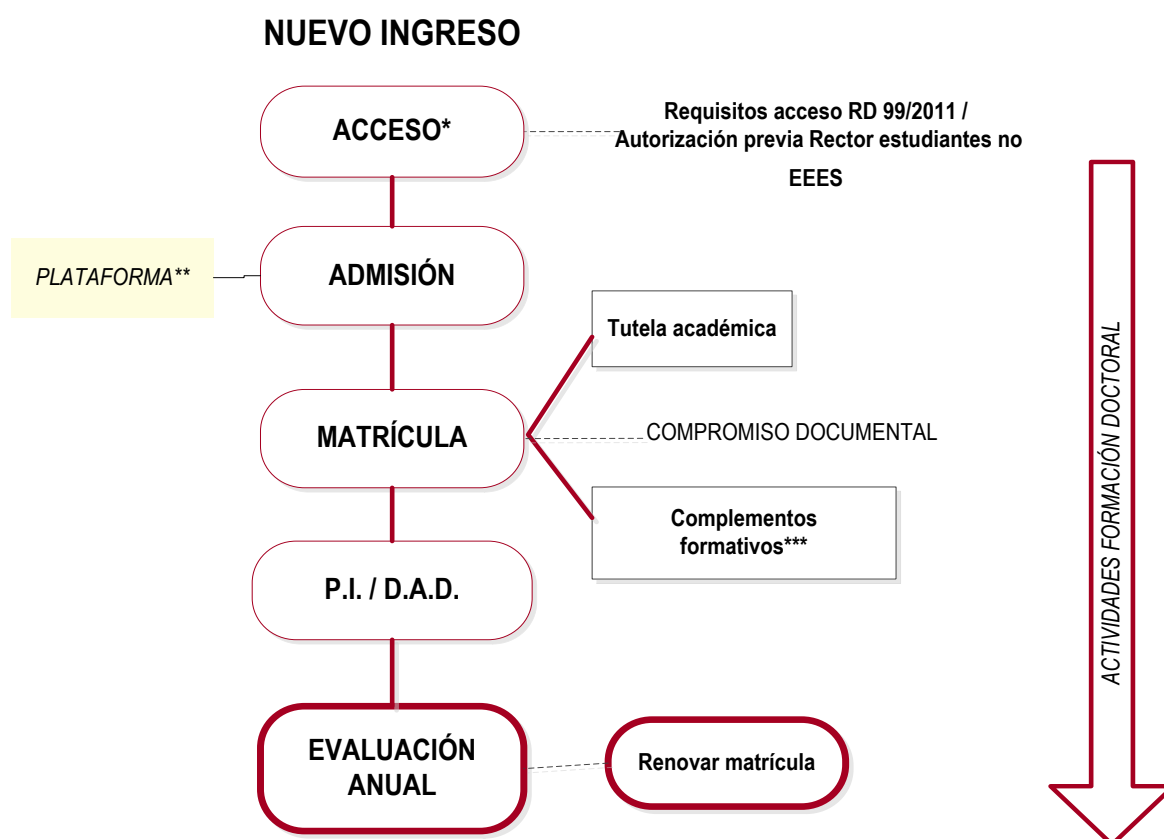 NUEVO INGRESO
ACCESO*
Requisitos acceso RD 99/2011 /
Autorización previa Rector estudiantes no
EEES
PLATAFORMA**
ADMISIÓN
Tutela académica
MATRÍCULA
COMPROMISO DOCUMENTAL
Complementos
formativos***
P.I. / D.A.D.
EVALUACIÓN
ANUAL
Renovar matrícula
ACTIVIDADES FORMACIÓN DOCTORAL